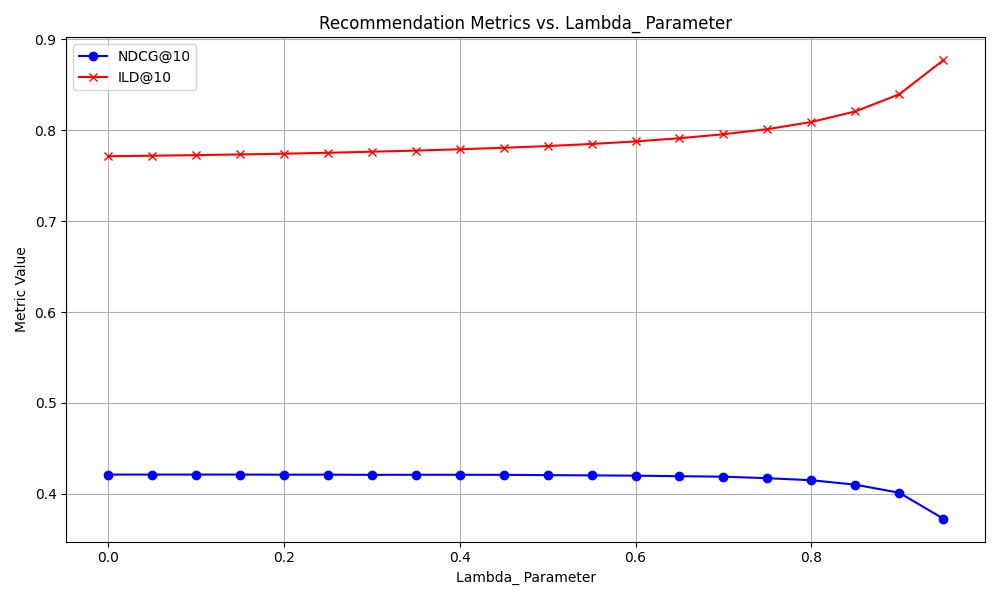 Recommendation Metrics vs. Lambda_ Parameter
NDCG@10
ILD@10
Metric Value
0.9
0.8
0.7
0.6
0.5
0.4
0.0 0.2 0.4 0.6 0.8
Lambda_ Parameter